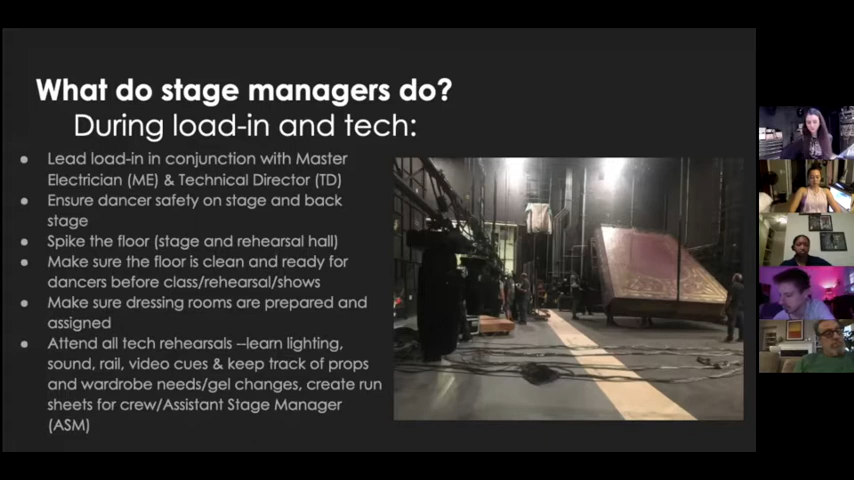 What do stage managers do?
During load-in and tech:
● Lead load-in in conjunction with Master
Electrician (ME) & Technical Director (TD)
● Ensure dancer safety on stage and back
stage
● Spike the floor (stage and rehearsal hall)
● Make sure the floor is clean and ready for
dancers before class/rehearsal/shows
● Make sure dressing rooms are prepared and
assigned
● Attend all tech rehearsals --learn lighting,
sound, rail, video cues & keep track of props
and wardrobe needs/gel changes, create run
sheets for crew/Assistant Stage Manager
(ASM)